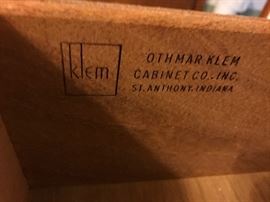 klem
OTHMAR KLEM
CABINET CO., INC.
ST. ANTHONY, INDIANA